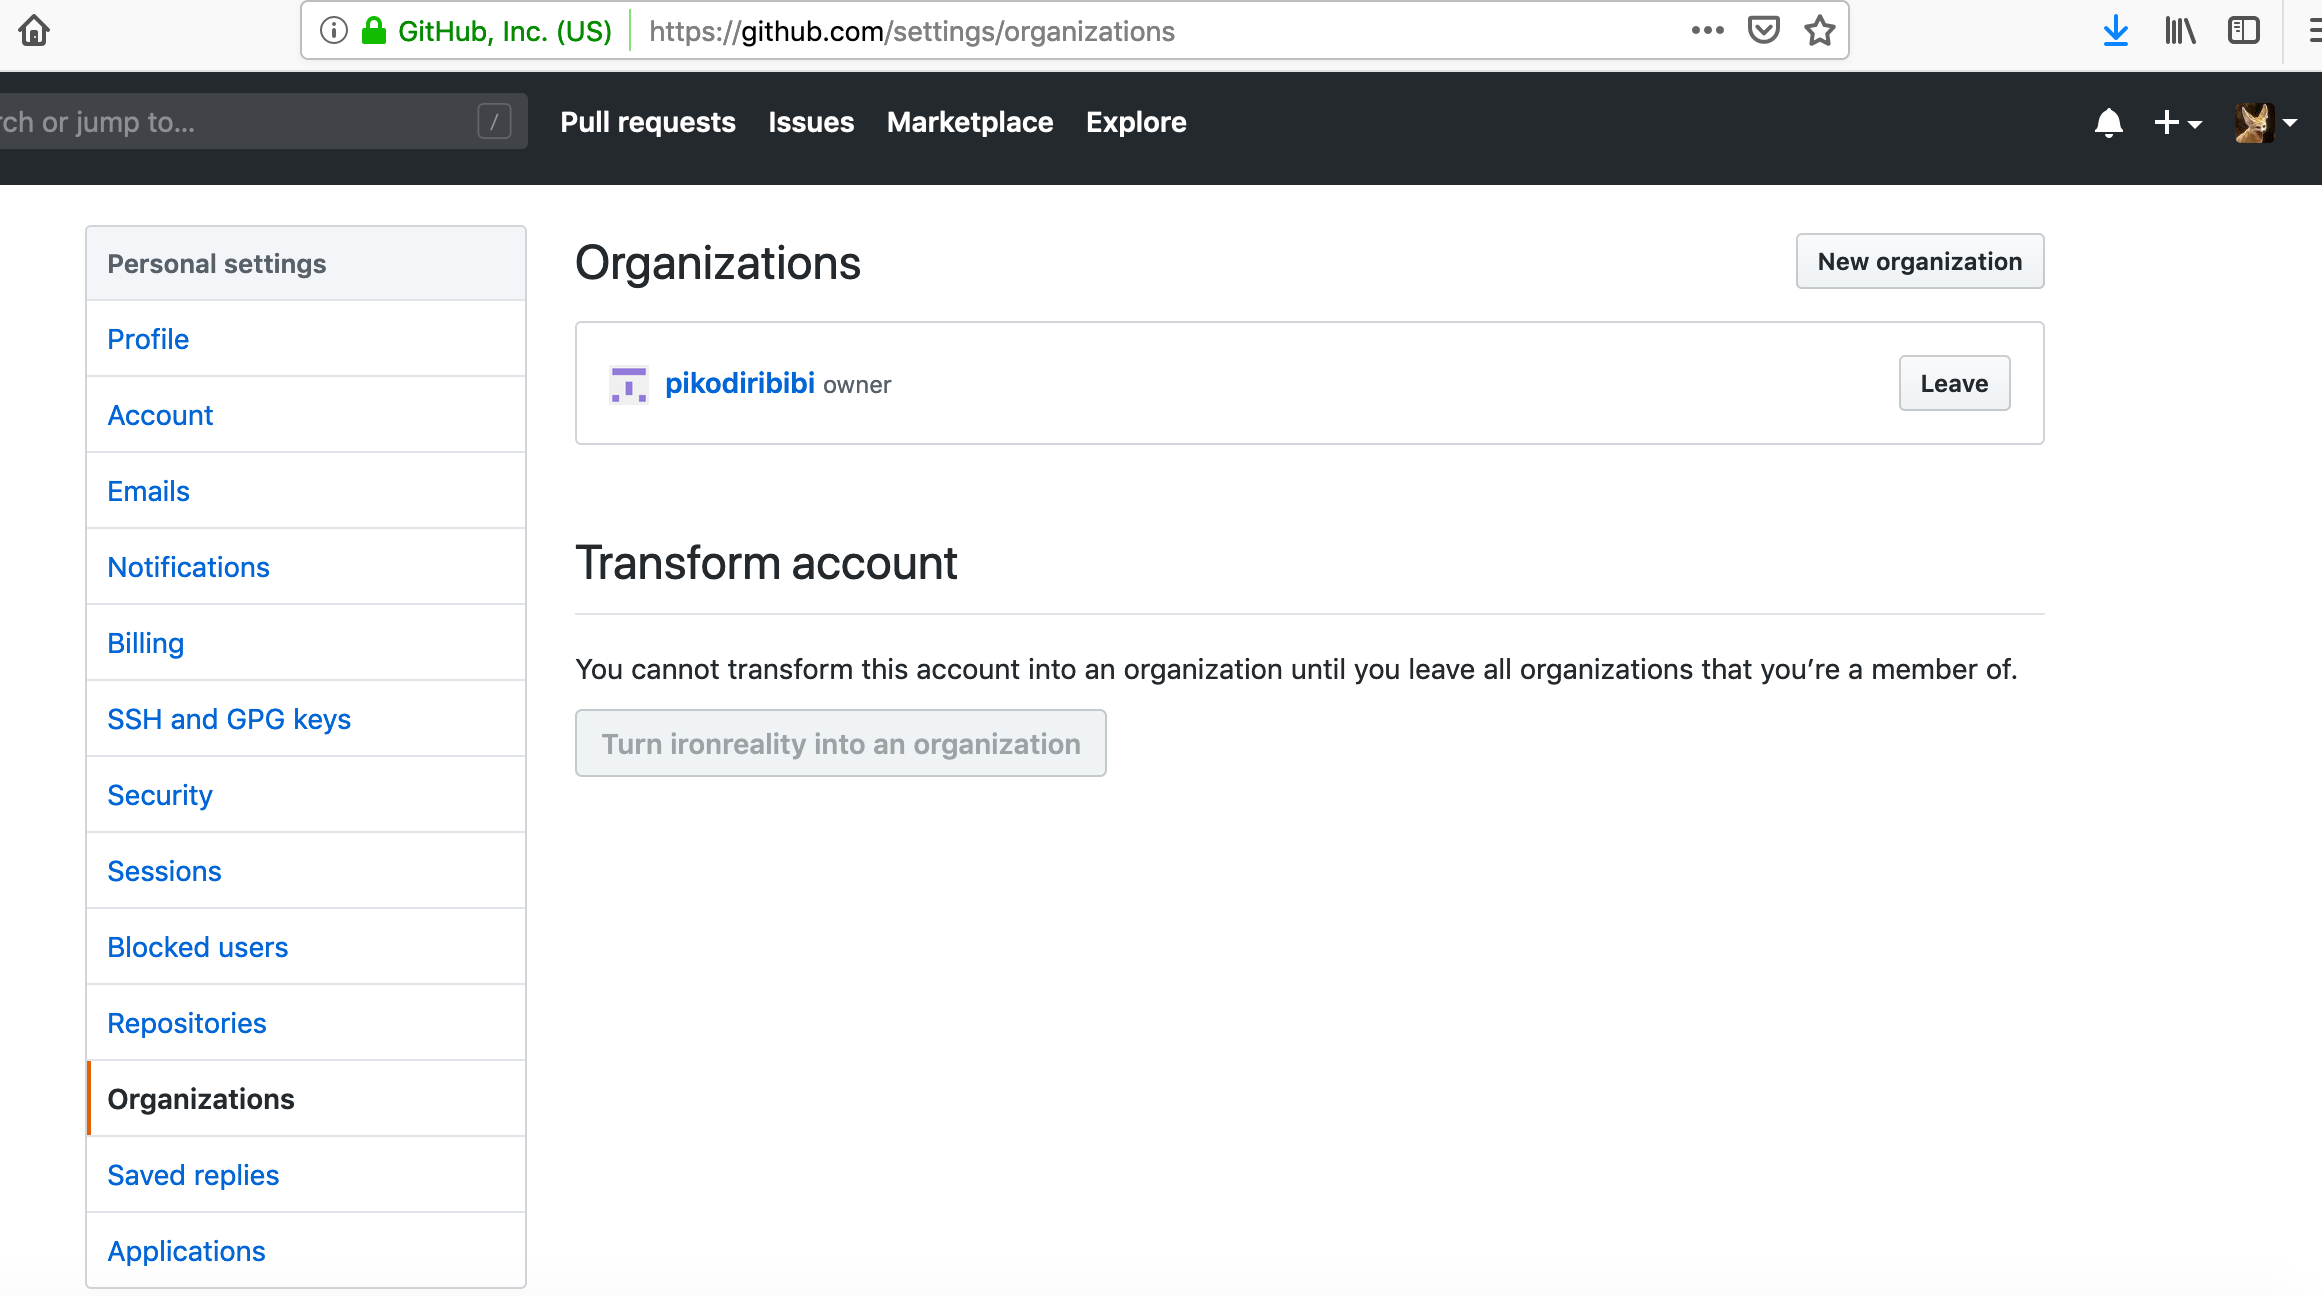 GitHub, Inc. (US) https://github.com/settings/organizations
rch or jump to... / Pull requests Issues Marketplace Explore
Personal settings
Profile
Account
Emails
Notifications
Billing
SSH and GPG keys
Security
Sessions
Blocked users
Repositories
Organizations
Saved replies
Applications
Organizations
New organization
pikodiribibi owner
Leave
Transform account
You cannot transform this account into an organization until you leave all organizations that you’re a member of.
Turn ironreality into an organization